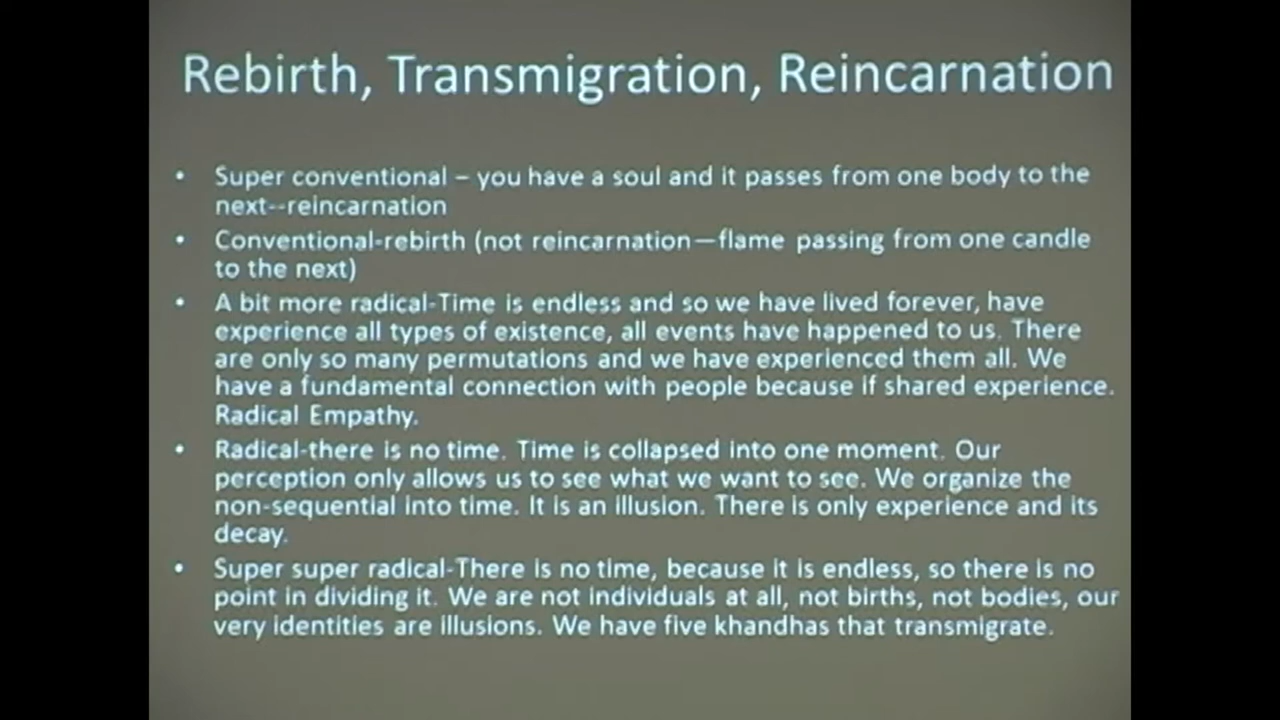 Rebirth, Transmigration, Reincarnation
• Super conventional – you have a soul and it passes from one body to the
next--reincarnation
• Conventional-rebirth (not reincarnation—flame passing from one candle
to the next)
• A bit more radical-Time is endless and so we have lived forever, have
experience all types of existence, all events have happened to us. There
are only so many permutations and we have experienced them all. We
have a fundamental connection with people because if shared experience.
Radical Empathy.
• Radical-there is no time. Time is collapsed into one moment. Our
perception only allows us to see what we want to see. We organize the
non-sequential into time. It is an illusion. There is only experience and its
decay.
• Super super radical-There is no time, because it is endless, so there is no
point in dividing it. We are not individuals at all, not births, not bodies, our
very identities are illusions. We have five khandhas that transmigrate.